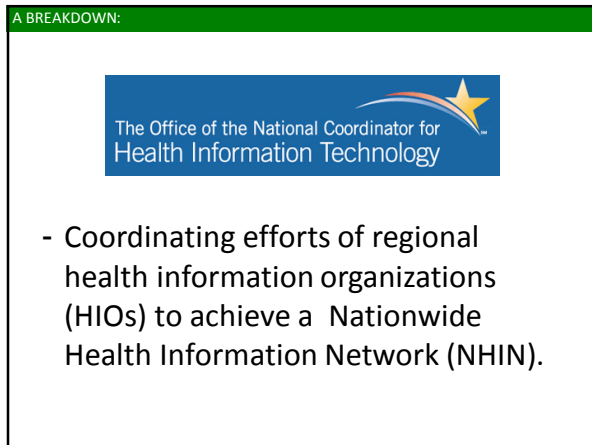 A BREAKDOWN:
The Office of the National Coordinator for
Health Information Technology
- Coordinating efforts of regional
health information organizations
(HIOs) to achieve a Nationwide
Health Information Network (NHIN).